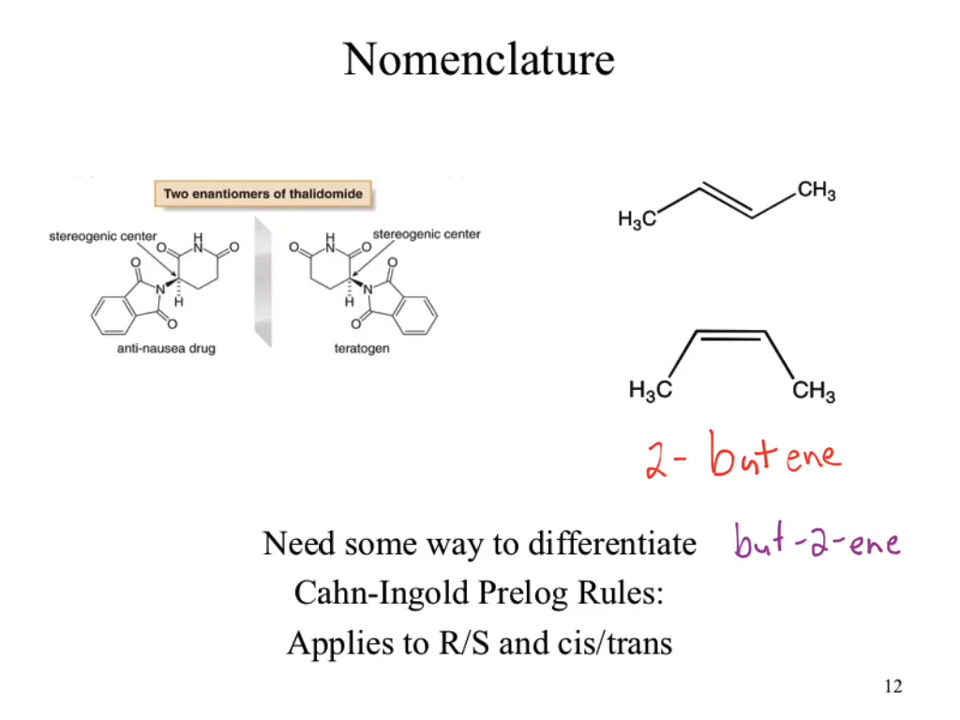 Nomenclature
Two enantiomers of thalidomide
stereogenic center
stereogenic center
O
H
N
O
O
H
N
O
O
N
H
O
O
N
H
O
anti-nausea drug
teratogen
H₃C
CH₃
H₃C
CH₃
2- butene
Need some way to differentiate
but-2-ene
Cahn-Ingold Prelog Rules:
Applies to R/S and cis/trans
12